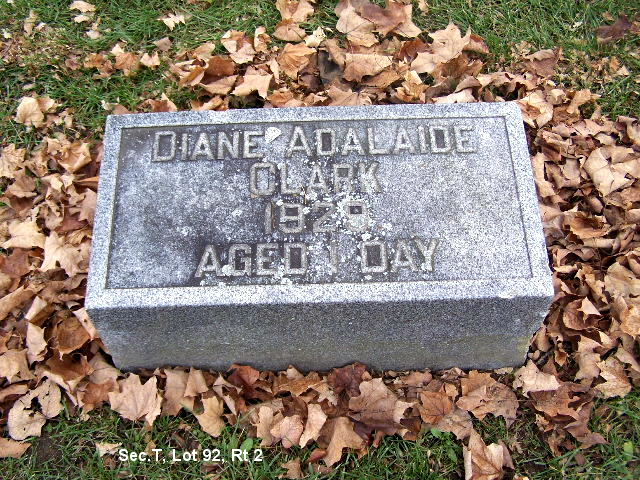 DIANE ADALAIDE
CLARK
1929
AGED 1 DAY
Sec.T, Lot 92, Rt 2